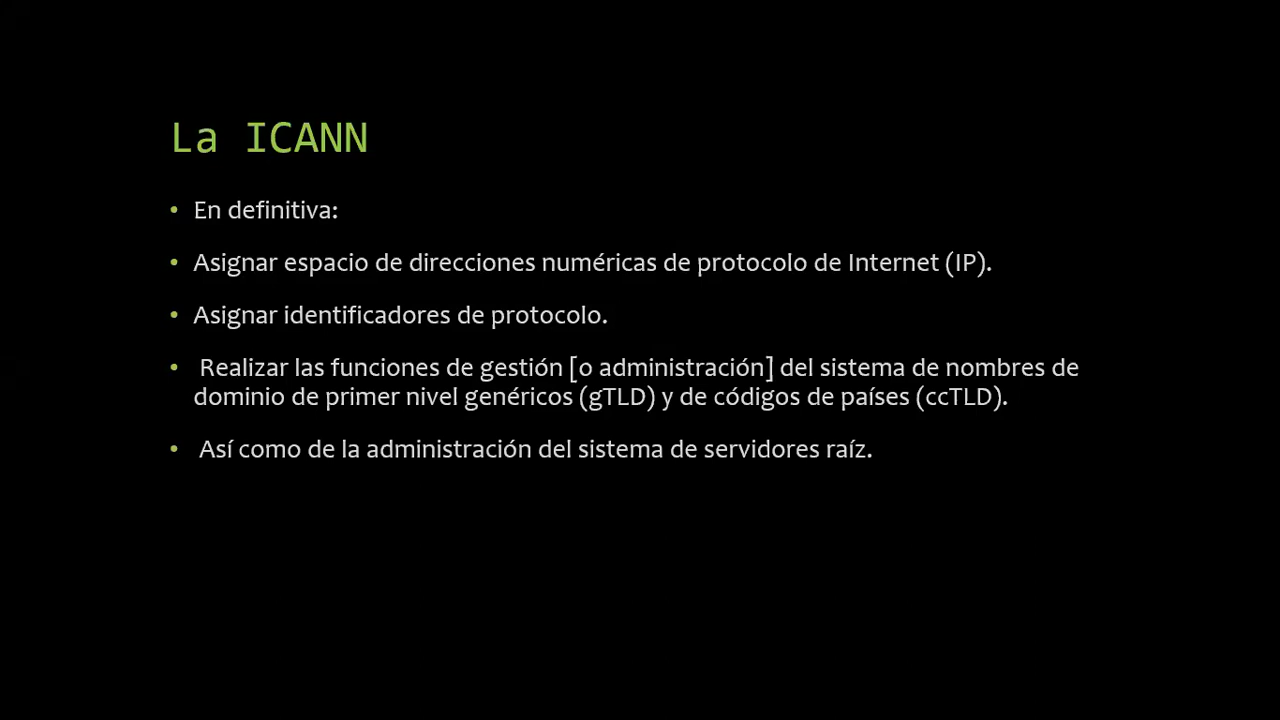 La ICANN
• En definitiva:
• Asignar espacio de direcciones numéricas de protocolo de Internet (IP).
• Asignar identificadores de protocolo.
• Realizar las funciones de gestión [o administración] del sistema de nombres de
dominio de primer nivel genéricos (gTLD) y de códigos de países (ccTLD).
• Así como de la administración del sistema de servidores raíz.